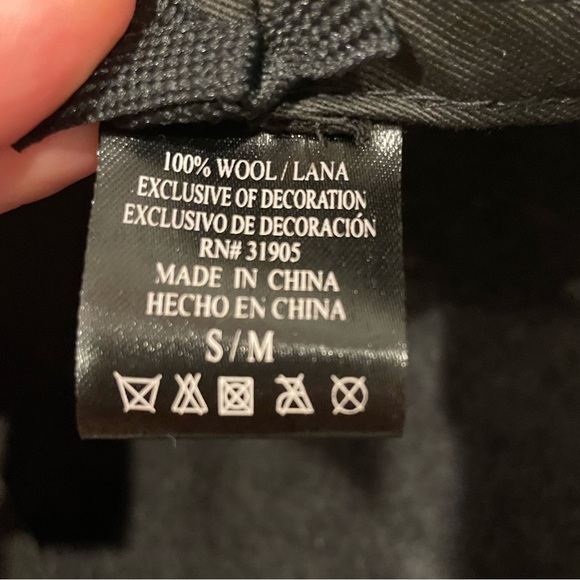 100% WOOL / LANA
EXCLUSIVE OF DECORATION
EXCLUSIVO DE DECORACIÓN
RN# 31905
MADE IN CHINA
HECHO EN CHINA
S / M